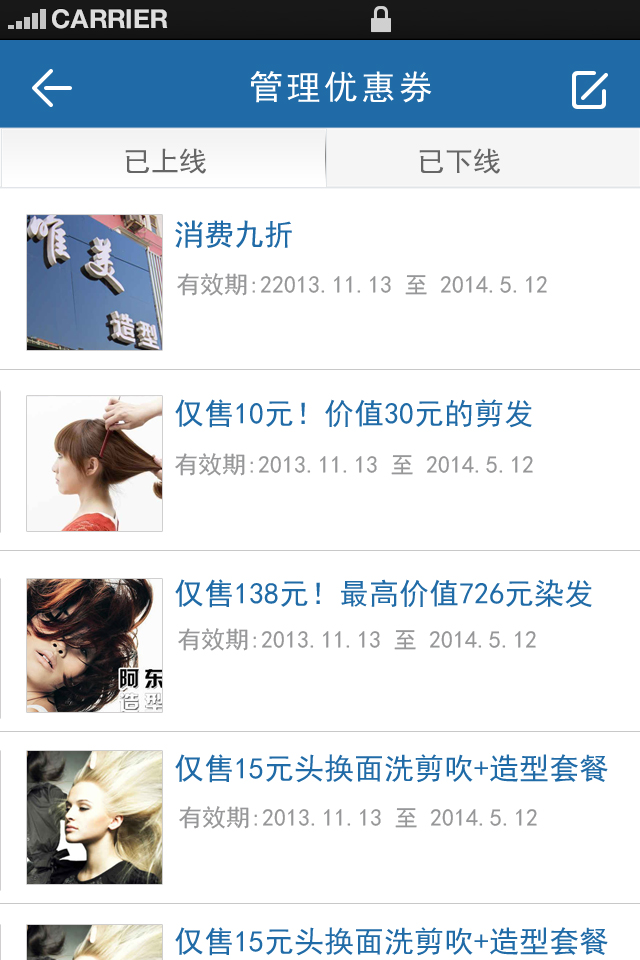 CARRIER
管理优惠券
已上线
已下线
唯美
造型
消费九折
有效期:22013.11.13 至 2014.5.12
仅售10元！价值30元的剪发
有效期:2013.11.13 至 2014.5.12
仅售138元！最高价值726元染发
有效期:2013.11.13 至 2014.5.12
阿东
造型
仅售15元头换面洗剪吹+造型套餐
有效期:2013.11.13 至 2014.5.12
仅售15元头换面洗剪吹+造型套餐